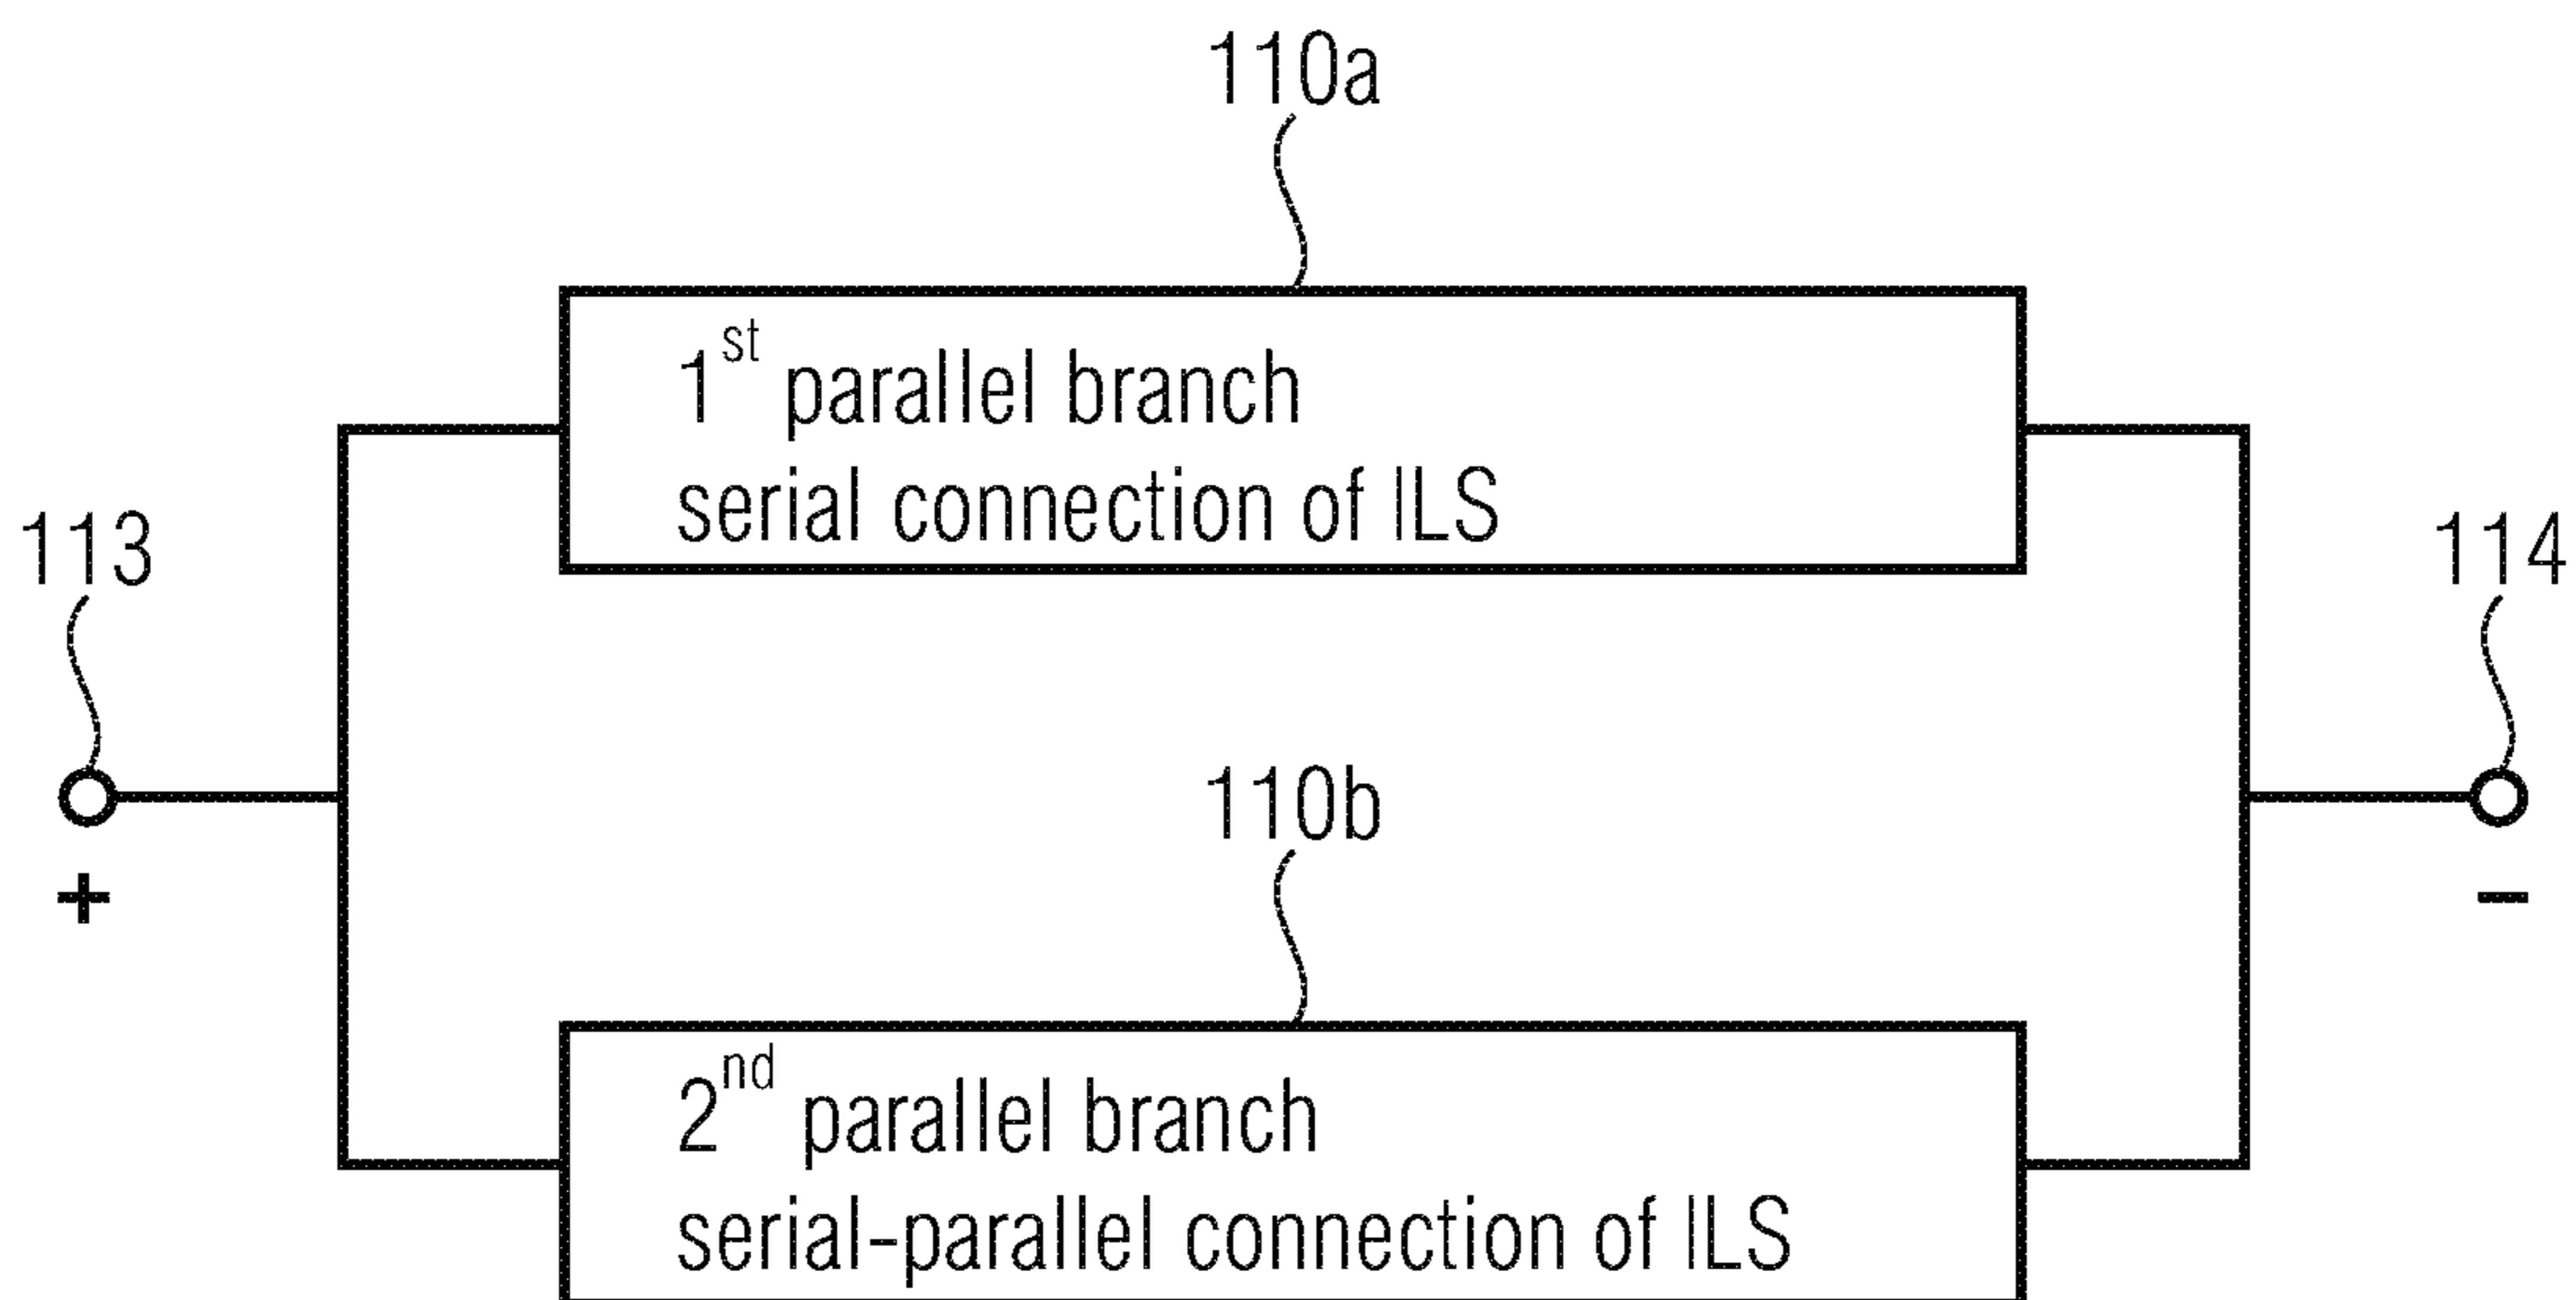 110a
1st parallel branch
serial connection of ILS
113
114
110b
+
−
2nd parallel branch
serial-parallel connection of ILS